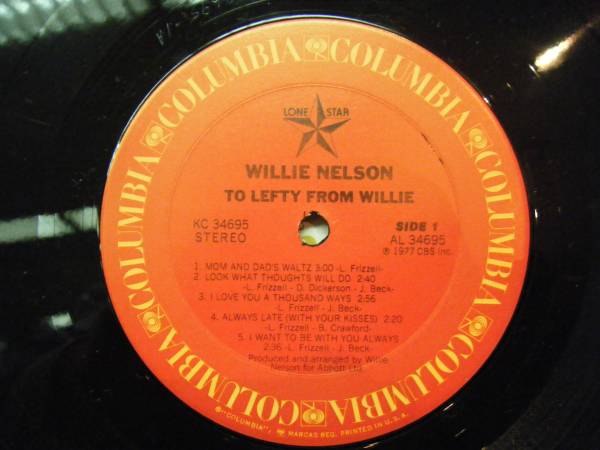 COLUMBIA COLUMBIA COLUMBIA COLUMBIA COLUMBIA COLUMBIA
LONE STAR
WILLIE NELSON
TO LEFTY FROM WILLIE
KC 34695 SIDE 1
STEREO AL 34695
℗ 1977 CBS Inc.
1. MOM AND DAD'S WALTZ 3:00 -L. Frizzell-
2. LOOK WHAT THOUGHTS WILL DO 2:40
-L. Frizzell - D. Dickerson - J. Beck-
3. I LOVE YOU A THOUSAND WAYS 2:56
-L. Frizzell - J. Beck-
4. ALWAYS LATE (WITH YOUR KISSES) 2:20
-L. Frizzell - B. Crawford-
5. I WANT TO BE WITH YOU ALWAYS
2:36 -L. Frizzell - J. Beck-
Produced and arranged by Willie
Nelson for Abbott Ltd.
®"COLUMBIA", MARCAS REG. PRINTED IN U.S.A.